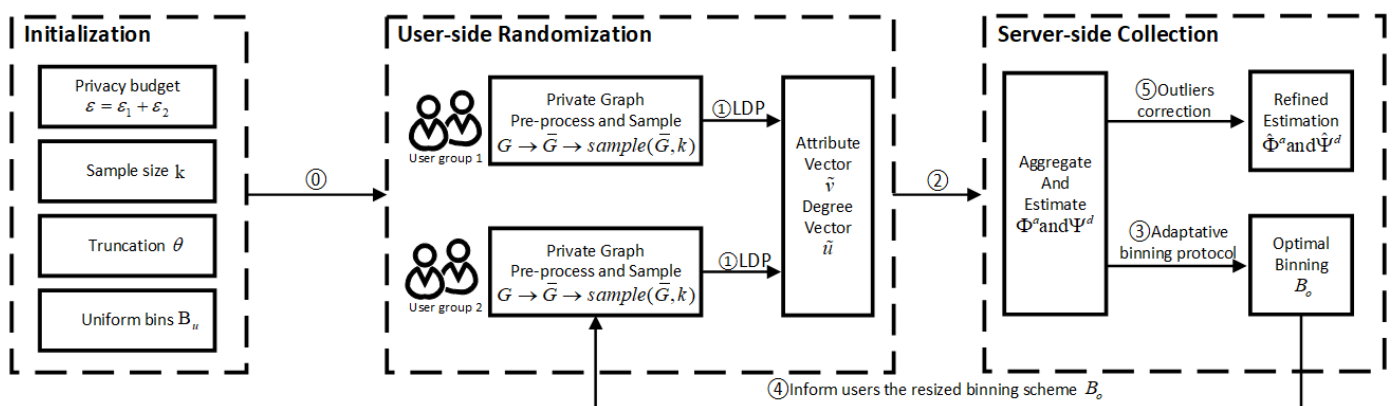 Initialization
Privacy budget
ε = ε₁ + ε₂
Sample size k
Truncation θ
Uniform bins Bᵤ
⓪
User-side Randomization
User group 1
Private Graph
Pre-process and Sample
G → G̅ → sample(G̅, k)
①LDP
User group 2
Private Graph
Pre-process and Sample
G → G̅ → sample(G̅, k)
①LDP
Attribute
Vector
ṽ
Degree
Vector
ũ
②
Server-side Collection
Aggregate
And
Estimate
Φᵃ and Ψᵈ
⑤Outliers
correction
Refined
Estimation
Φ̂ᵃ and Ψ̂ᵈ
③Adaptative
binning protocol
Optimal
Binning
Bₒ
④Inform users the resized binning scheme Bₒ